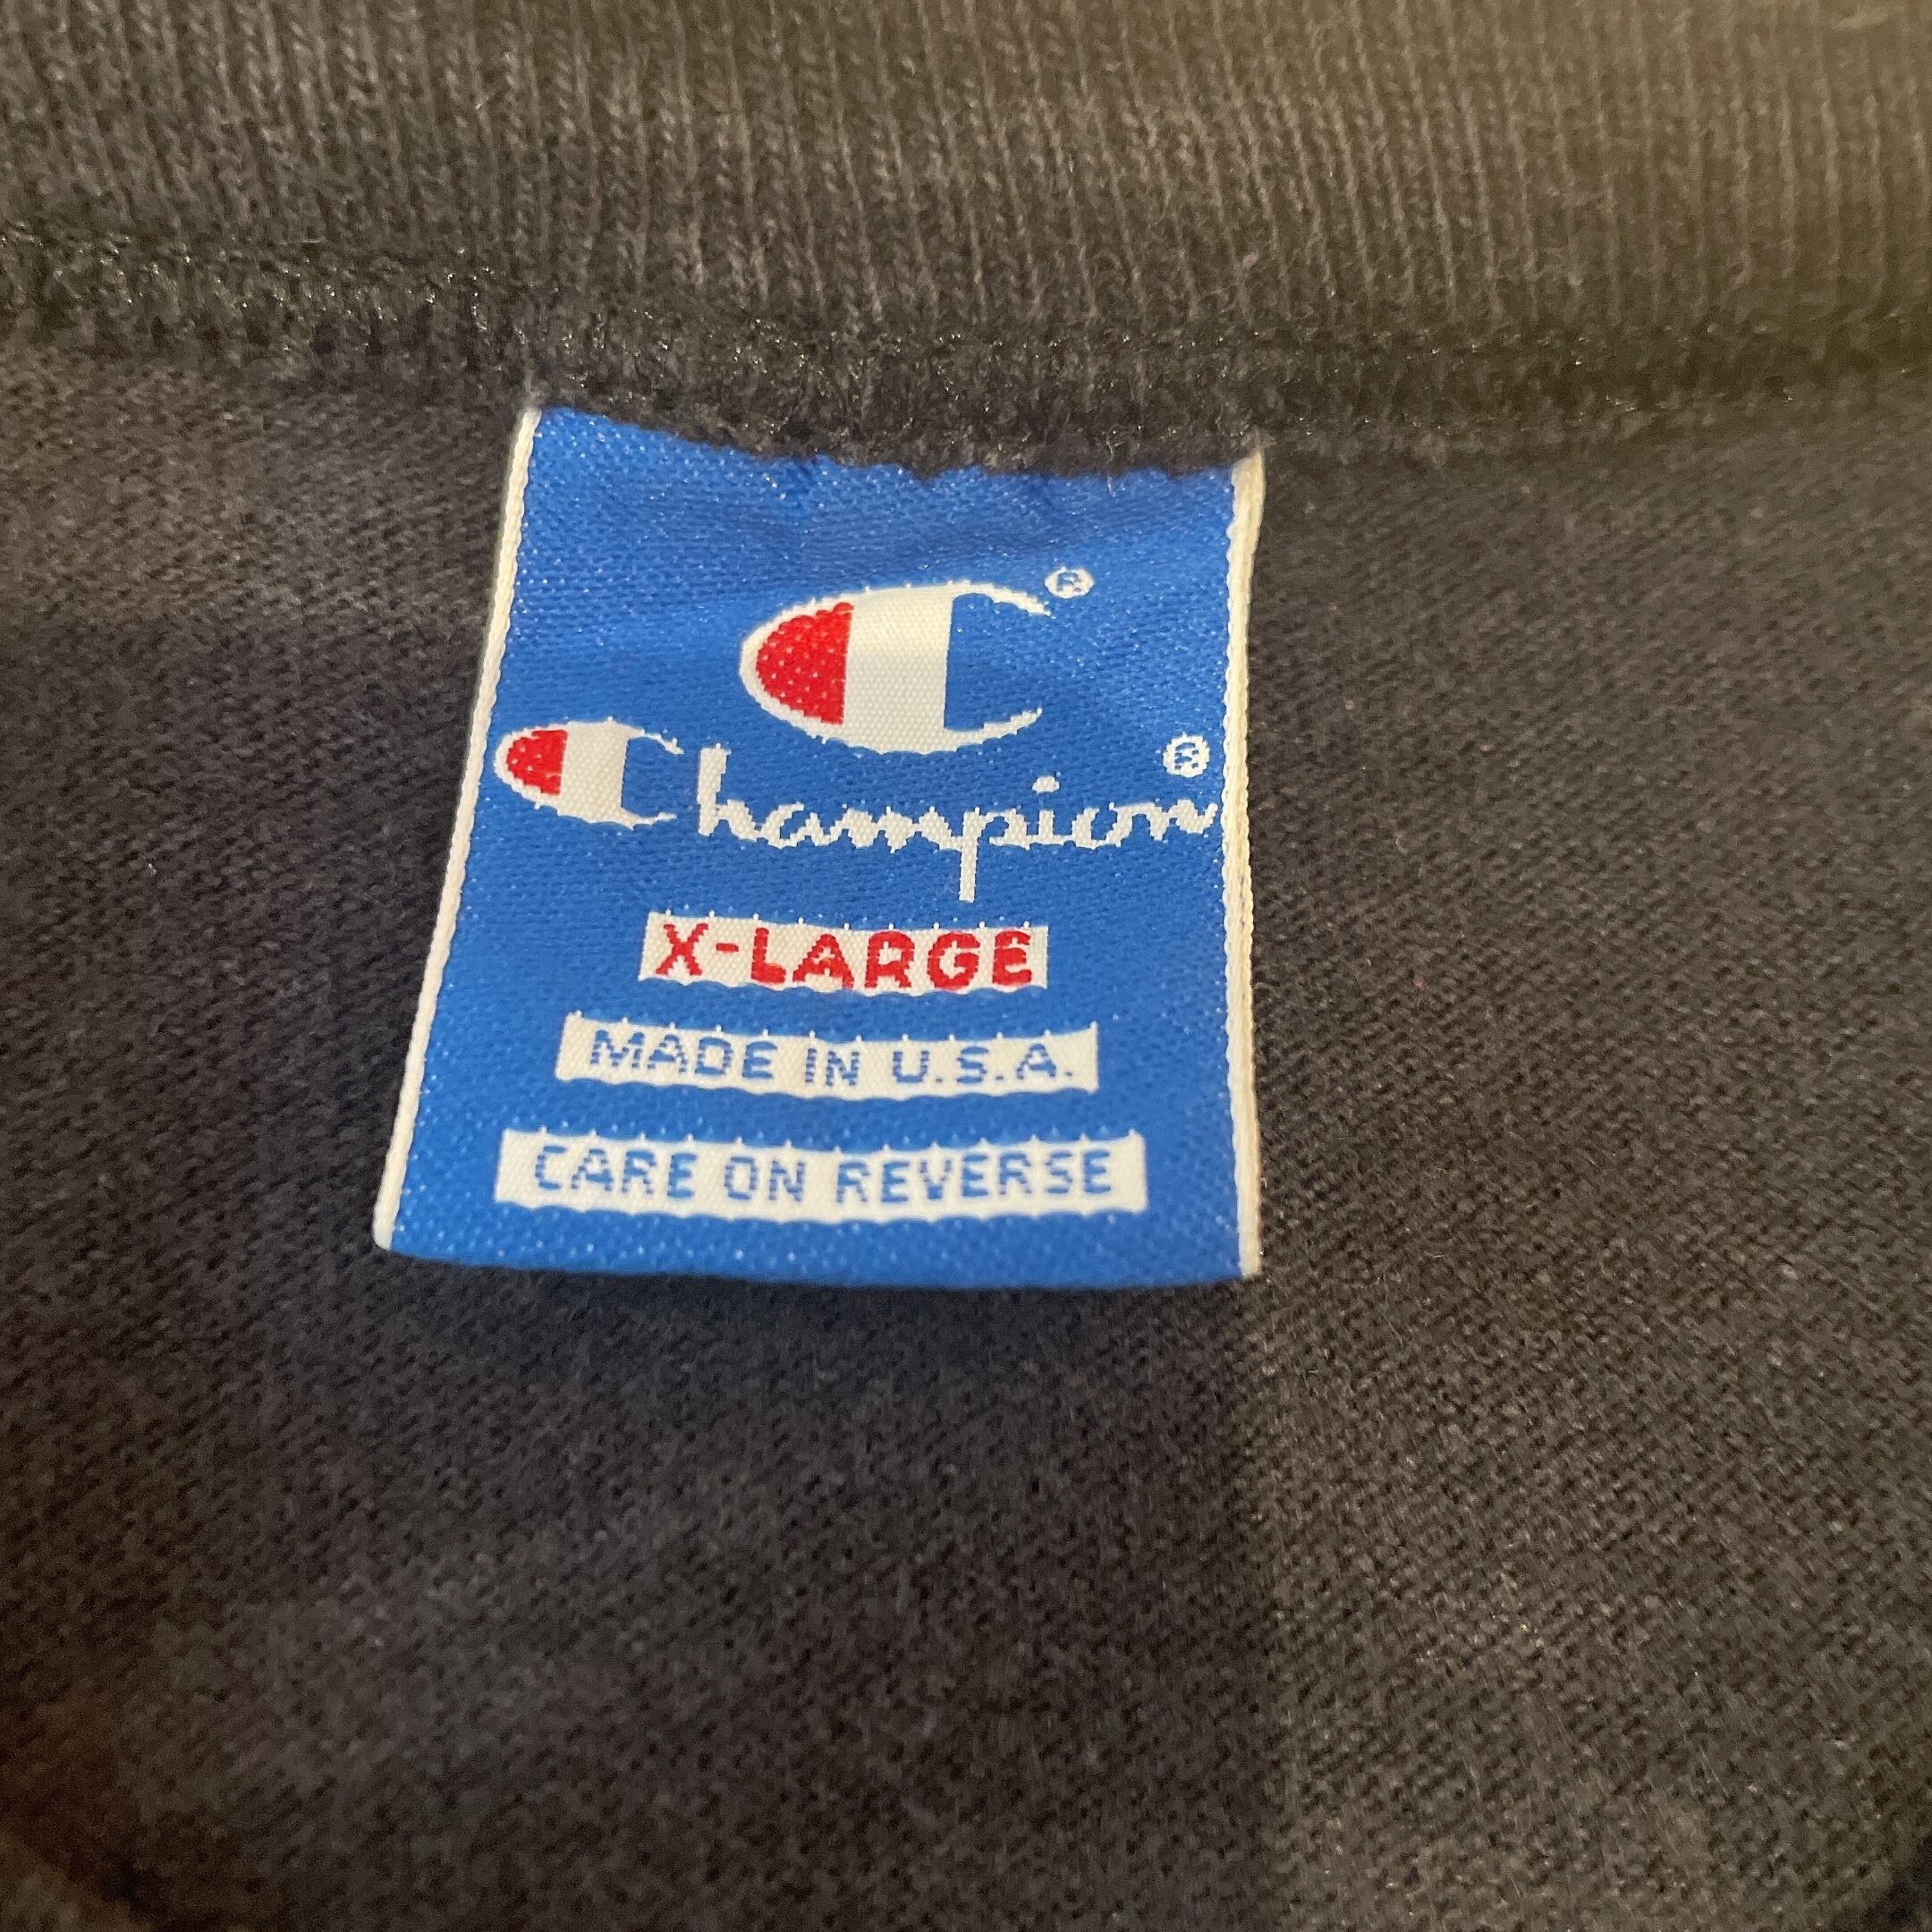 C®
Champion®
X-LARGE
MADE IN U.S.A.
CARE ON REVERSE